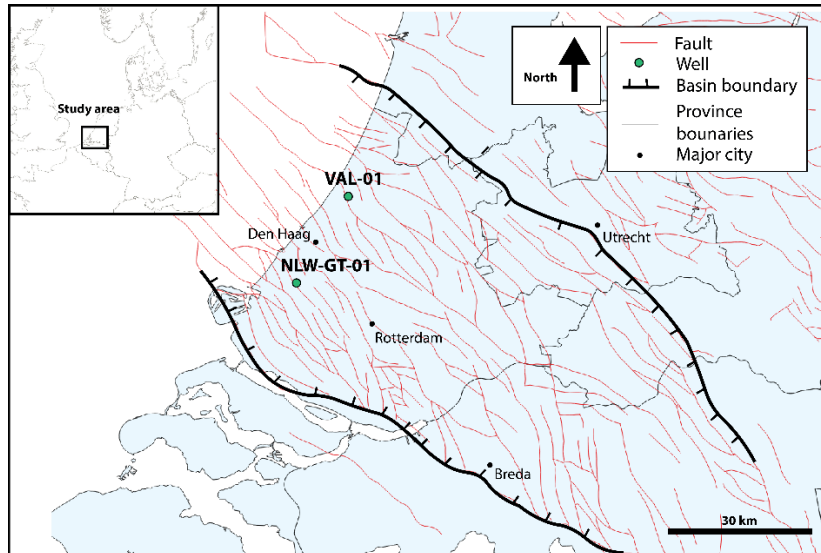 Study area
North
Fault
Well
Basin boundary
Province
bounaries
Major city
VAL-01
Den Haag
Utrecht
NLW-GT-01
Rotterdam
Breda
30 km